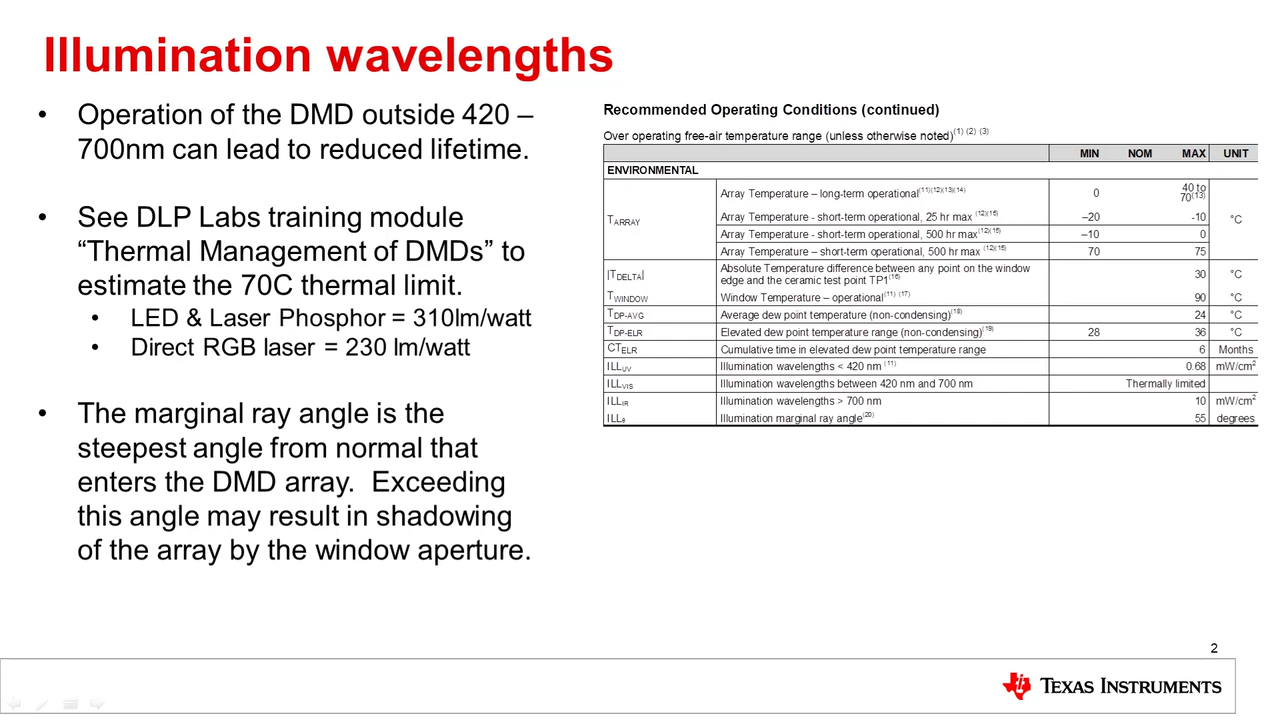 Illumination wavelengths
• Operation of the DMD outside 420 –
700nm can lead to reduced lifetime.
• See DLP Labs training module
“Thermal Management of DMDs” to
estimate the 70C thermal limit.
• LED & Laser Phosphor = 310lm/watt
• Direct RGB laser = 230 lm/watt
• The marginal ray angle is the
steepest angle from normal that
enters the DMD array. Exceeding
this angle may result in shadowing
of the array by the window aperture.
Recommended Operating Conditions (continued)
Over operating free-air temperature range (unless otherwise noted)(1) (2) (3)
MIN NOM MAX UNIT
ENVIRONMENTAL
TARRAY
Array Temperature – long-term operational(11)(12)(13)(14) 0 40 to 70(13)
Array Temperature - short-term operational, 25 hr max (12)(15) –20 -10 °C
Array Temperature - short-term operational, 500 hr max(12)(15) –10 0
Array Temperature – short-term operational, 500 hr max (12)(15) 70 75
|TDELTA| Absolute Temperature difference between any point on the window
edge and the ceramic test point TP1(16) 30 °C
TWINDOW Window Temperature – operational(11) (17) 90 °C
TDP-AVG Average dew point temperature (non-condensing)(18) 24 °C
TDP-ELR Elevated dew point temperature range (non-condensing)(19) 28 36 °C
CTELR Cumulative time in elevated dew point temperature range 6 Months
ILLUV Illumination wavelengths < 420 nm (11) 0.68 mW/cm2
ILLVIS Illumination wavelengths between 420 nm and 700 nm Thermally limited
ILLIR Illumination wavelengths > 700 nm 10 mW/cm2
ILLθ Illumination marginal ray angle(20) 55 degrees
2
TEXAS INSTRUMENTS